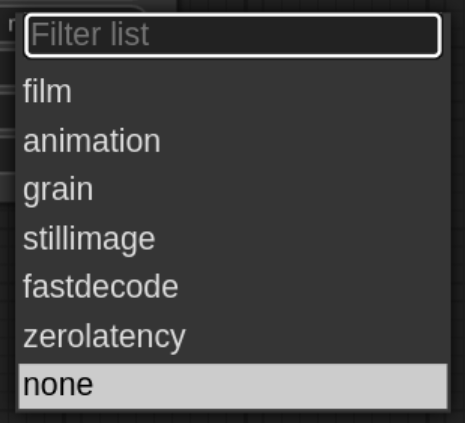 Filter list
film
animation
grain
stillimage
fastdecode
zerolatency
none